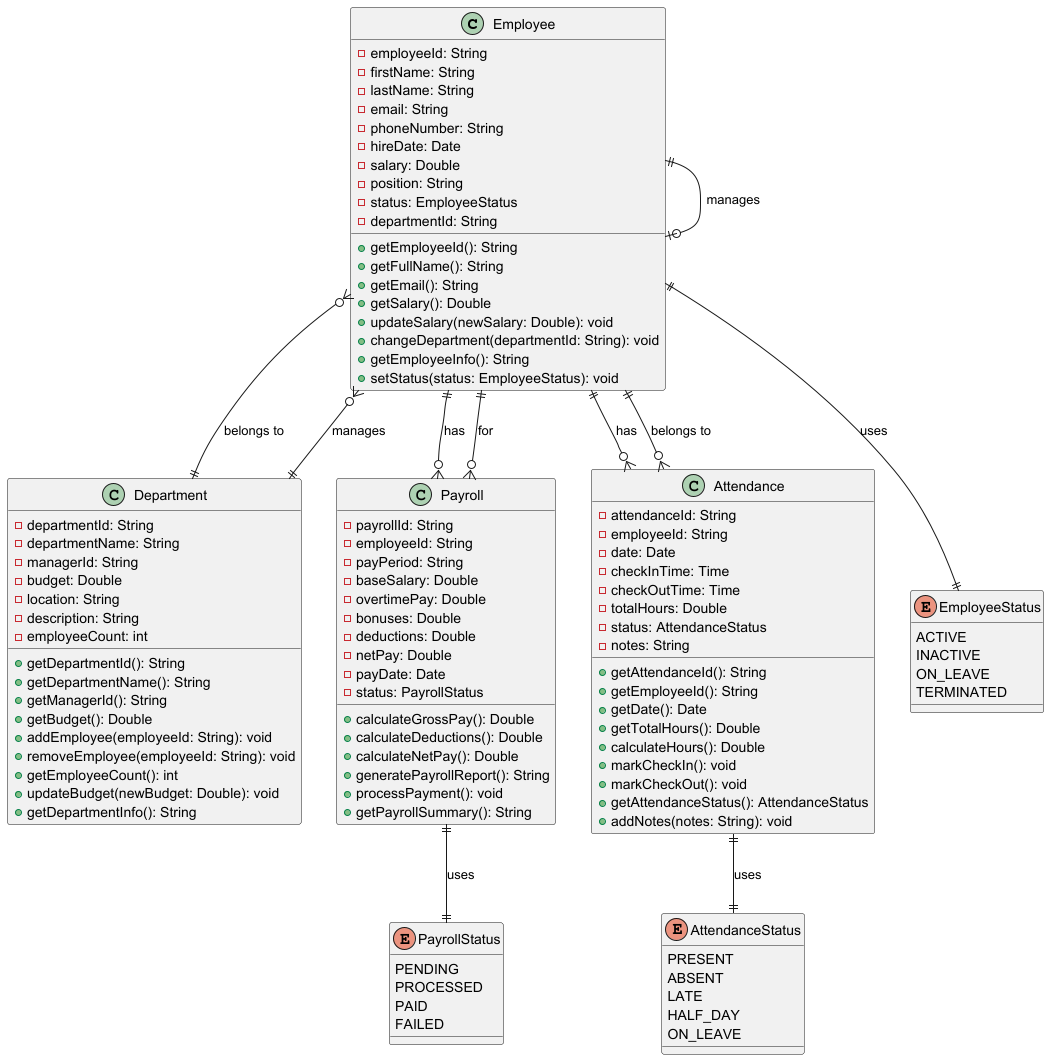 C Employee
employeeId: String
firstName: String
lastName: String
email: String
phoneNumber: String
hireDate: Date
salary: Double
position: String
status: EmployeeStatus
departmentId: String
getEmployeeId(): String
getFullName(): String
getEmail(): String
getSalary(): Double
updateSalary(newSalary: Double): void
changeDepartment(departmentId: String): void
getEmployeeInfo(): String
setStatus(status: EmployeeStatus): void
manages
belongs to
manages
has
for
has
belongs to
uses
C Department
departmentId: String
departmentName: String
managerId: String
budget: Double
location: String
description: String
employeeCount: int
getDepartmentId(): String
getDepartmentName(): String
getManagerId(): String
getBudget(): Double
addEmployee(employeeId: String): void
removeEmployee(employeeId: String): void
getEmployeeCount(): int
updateBudget(newBudget: Double): void
getDepartmentInfo(): String
C Payroll
payrollId: String
employeeId: String
payPeriod: String
baseSalary: Double
overtimePay: Double
bonuses: Double
deductions: Double
netPay: Double
payDate: Date
status: PayrollStatus
calculateGrossPay(): Double
calculateDeductions(): Double
calculateNetPay(): Double
generatePayrollReport(): String
processPayment(): void
getPayrollSummary(): String
C Attendance
attendanceId: String
employeeId: String
date: Date
checkInTime: Time
checkOutTime: Time
totalHours: Double
status: AttendanceStatus
notes: String
getAttendanceId(): String
getEmployeeId(): String
getDate(): Date
getTotalHours(): Double
calculateHours(): Double
markCheckIn(): void
markCheckOut(): void
getAttendanceStatus(): AttendanceStatus
addNotes(notes: String): void
E EmployeeStatus
ACTIVE
INACTIVE
ON_LEAVE
TERMINATED
uses
uses
E PayrollStatus
PENDING
PROCESSED
PAID
FAILED
E AttendanceStatus
PRESENT
ABSENT
LATE
HALF_DAY
ON_LEAVE